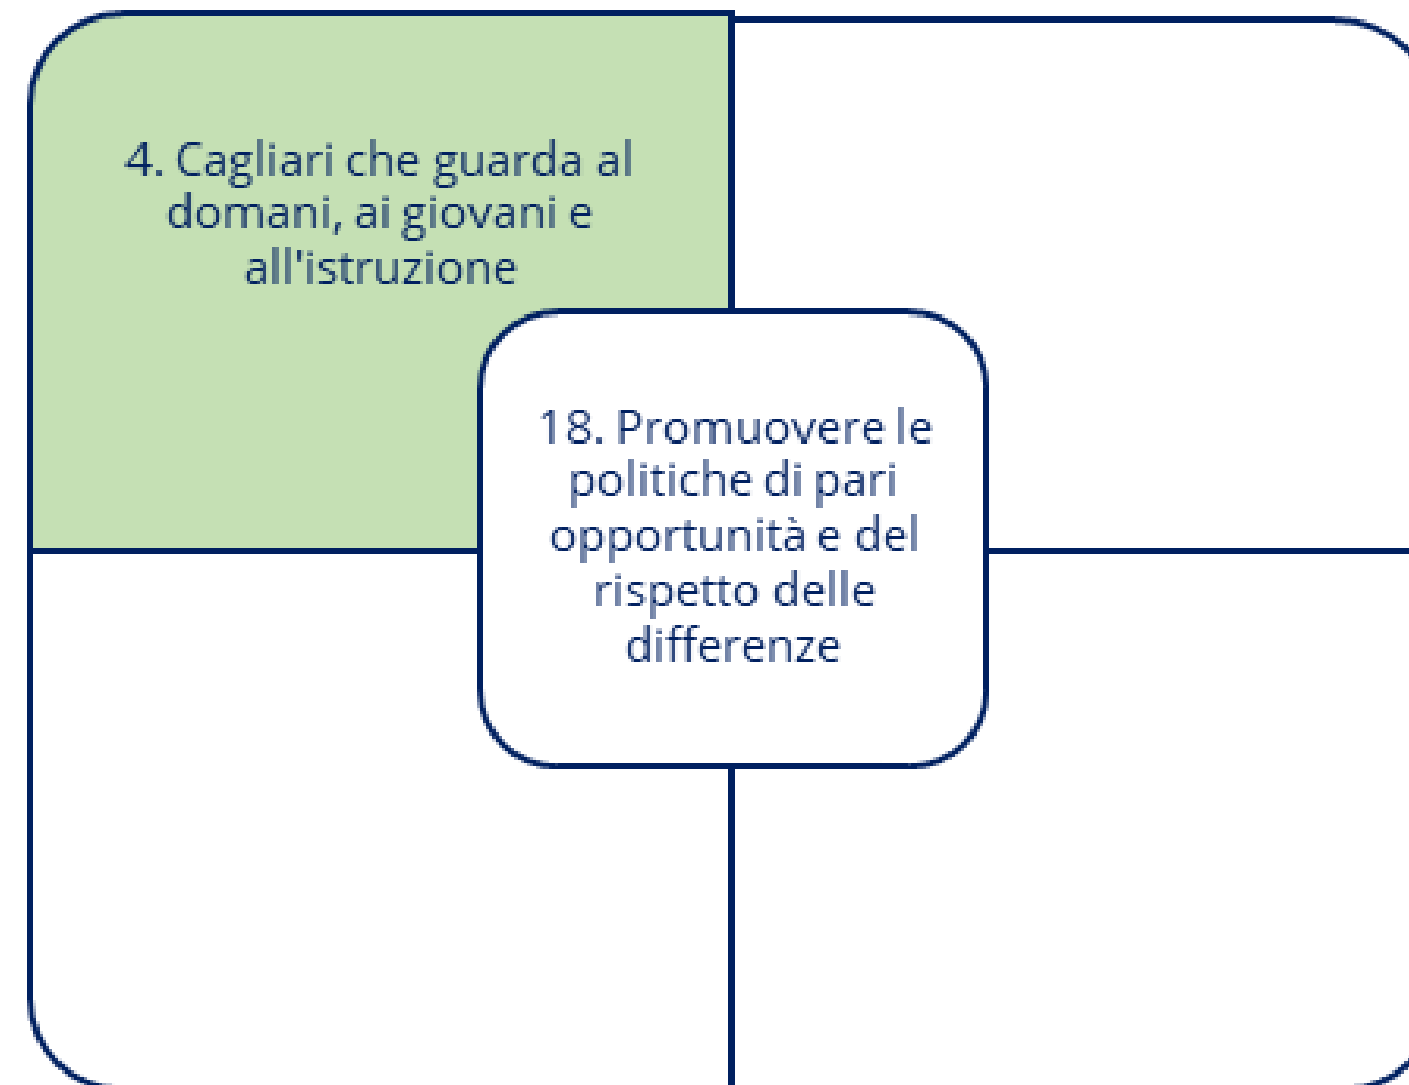 4. Cagliari che guarda al
domani, ai giovani e
all'istruzione
18. Promuovere le
politiche di pari
opportunità e del
rispetto delle
differenze